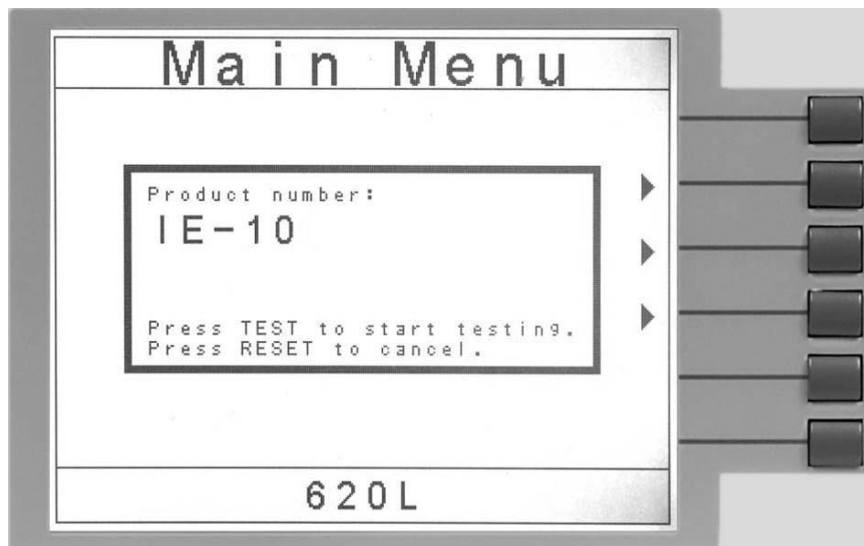 Main Menu
Product number:
IE-10
Press TEST to start testing.
Press RESET to cancel.
620L